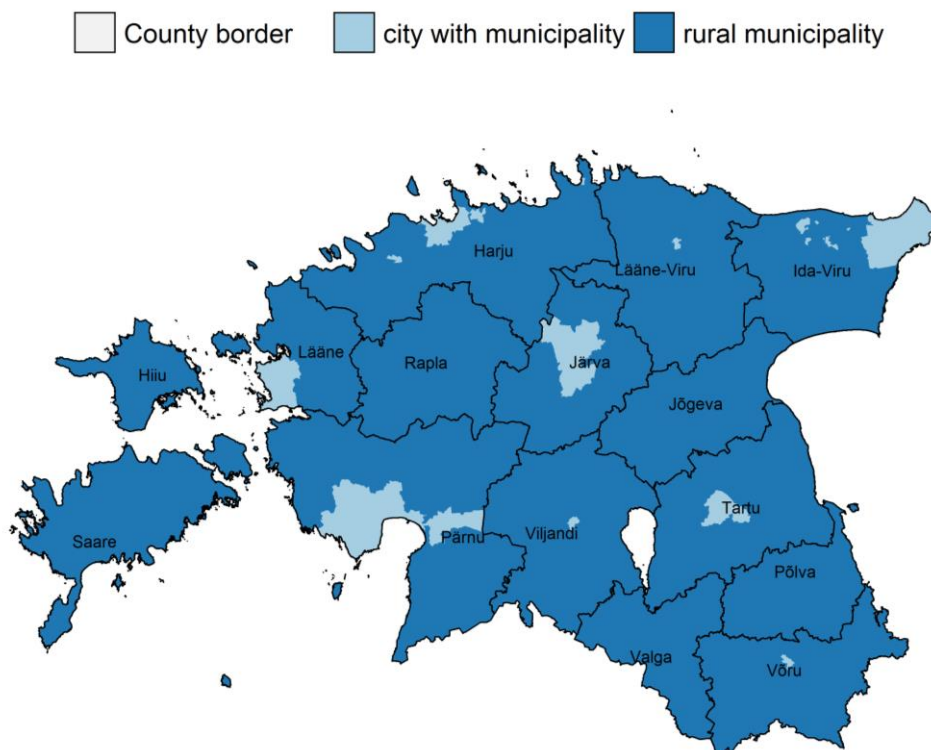 County border
city with municipality
rural municipality
Harju
Lääne-Viru
Ida-Viru
Lääne
Rapla
Järva
Hiiu
Jõgeva
Saare
Pärnu
Viljandi
Tartu
Põlva
Valga
Võru